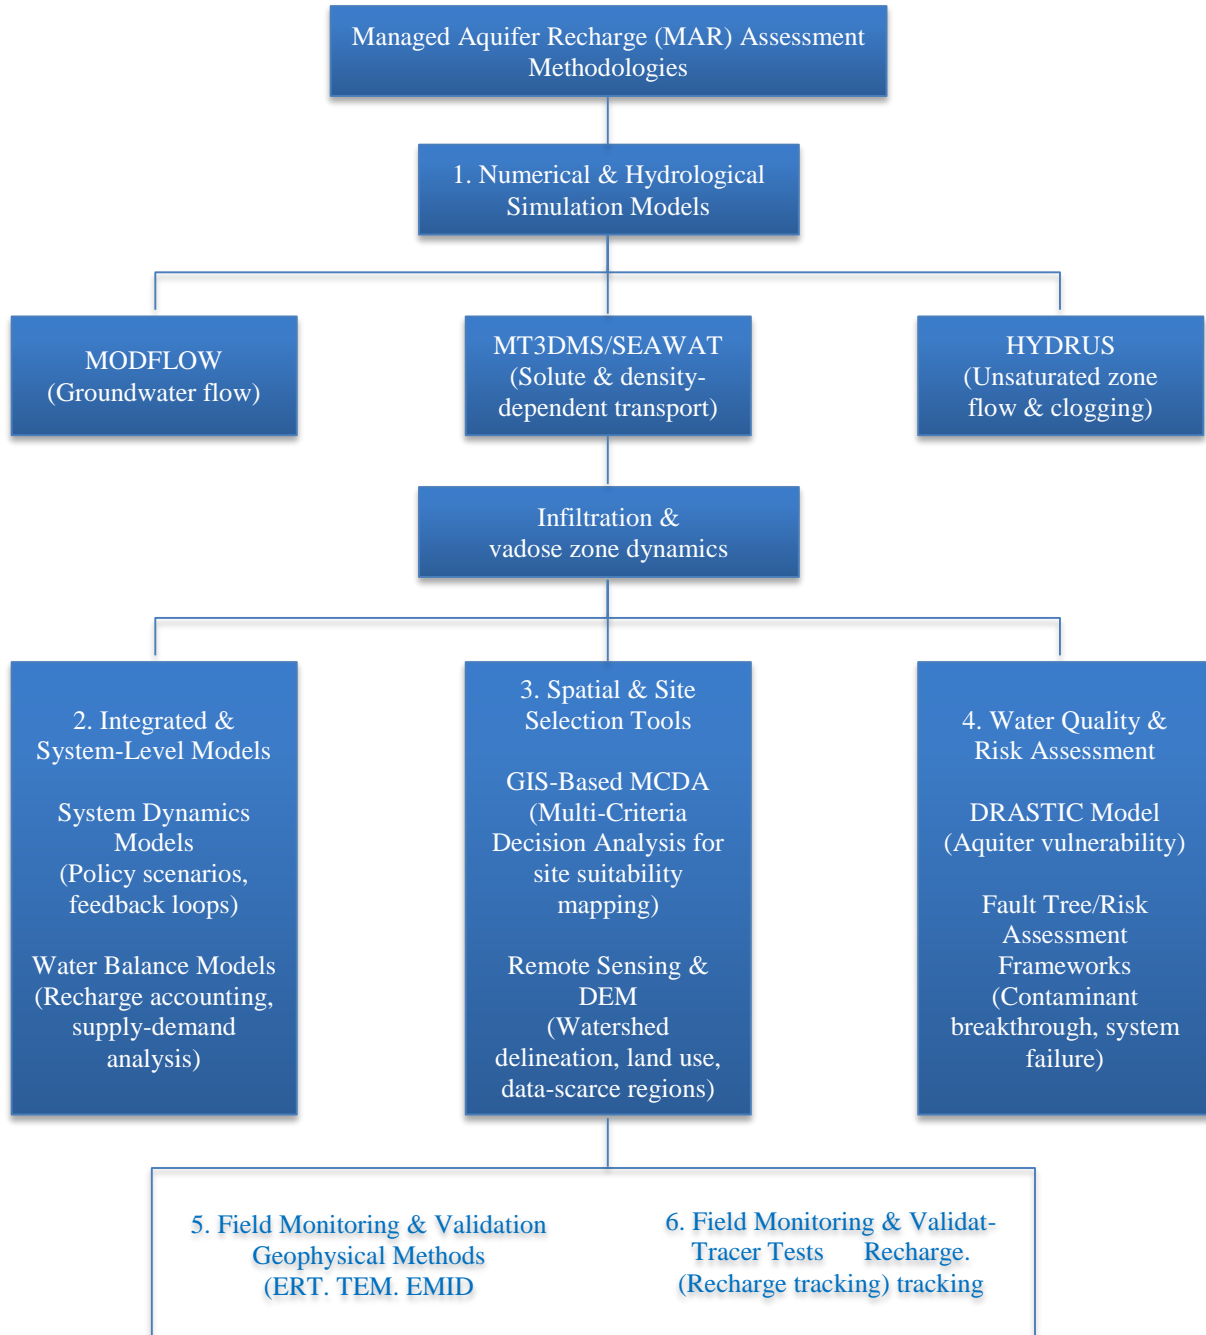 Managed Aquifer Recharge (MAR) Assessment
Methodologies
1. Numerical & Hydrological
Simulation Models
MODFLOW
(Groundwater flow)
MT3DMS/SEAWAT
(Solute & density-
dependent transport)
HYDRUS
(Unsaturated zone
flow & clogging)
Infiltration &
vadose zone dynamics
2. Integrated &
System-Level Models
System Dynamics
Models
(Policy scenarios,
feedback loops)
Water Balance Models
(Recharge accounting,
supply-demand
analysis)
3. Spatial & Site
Selection Tools
GIS-Based MCDA
(Multi-Criteria
Decision Analysis for
site suitability
mapping)
Remote Sensing &
DEM
(Watershed
delineation, land use,
data-scarce regions)
4. Water Quality &
Risk Assessment
DRASTIC Model
(Aquiter vulnerability)
Fault Tree/Risk
Assessment
Frameworks
(Contaminant
breakthrough, system
failure)
5. Field Monitoring & Validation
Geophysical Methods
(ERT. TEM. EMID
6. Field Monitoring & Validat-
Tracer Tests Recharge.
(Recharge tracking) tracking